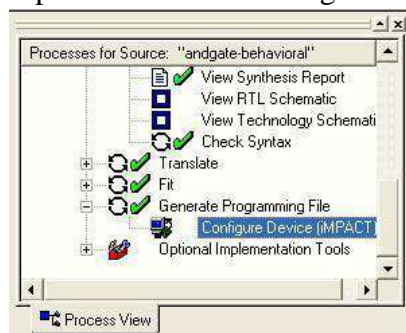 Processes for Source: "andgate-behavioral"
View Synthesis Report
View RTL Schematic
View Technology Schemati
Check Syntax
Translate
Fit
Generate Programming File
Configure Device (iMPACT)
Optional Implementation Tools
Process View